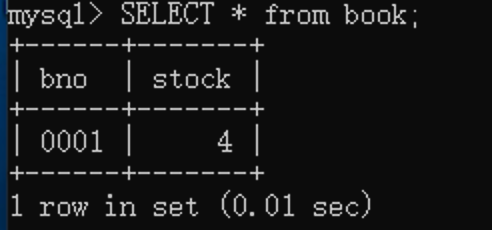 mysql> SELECT * from book;
+------+-------+
| bno  | stock |
+------+-------+
| 0001 |     4 |
+------+-------+
1 row in set (0.01 sec)